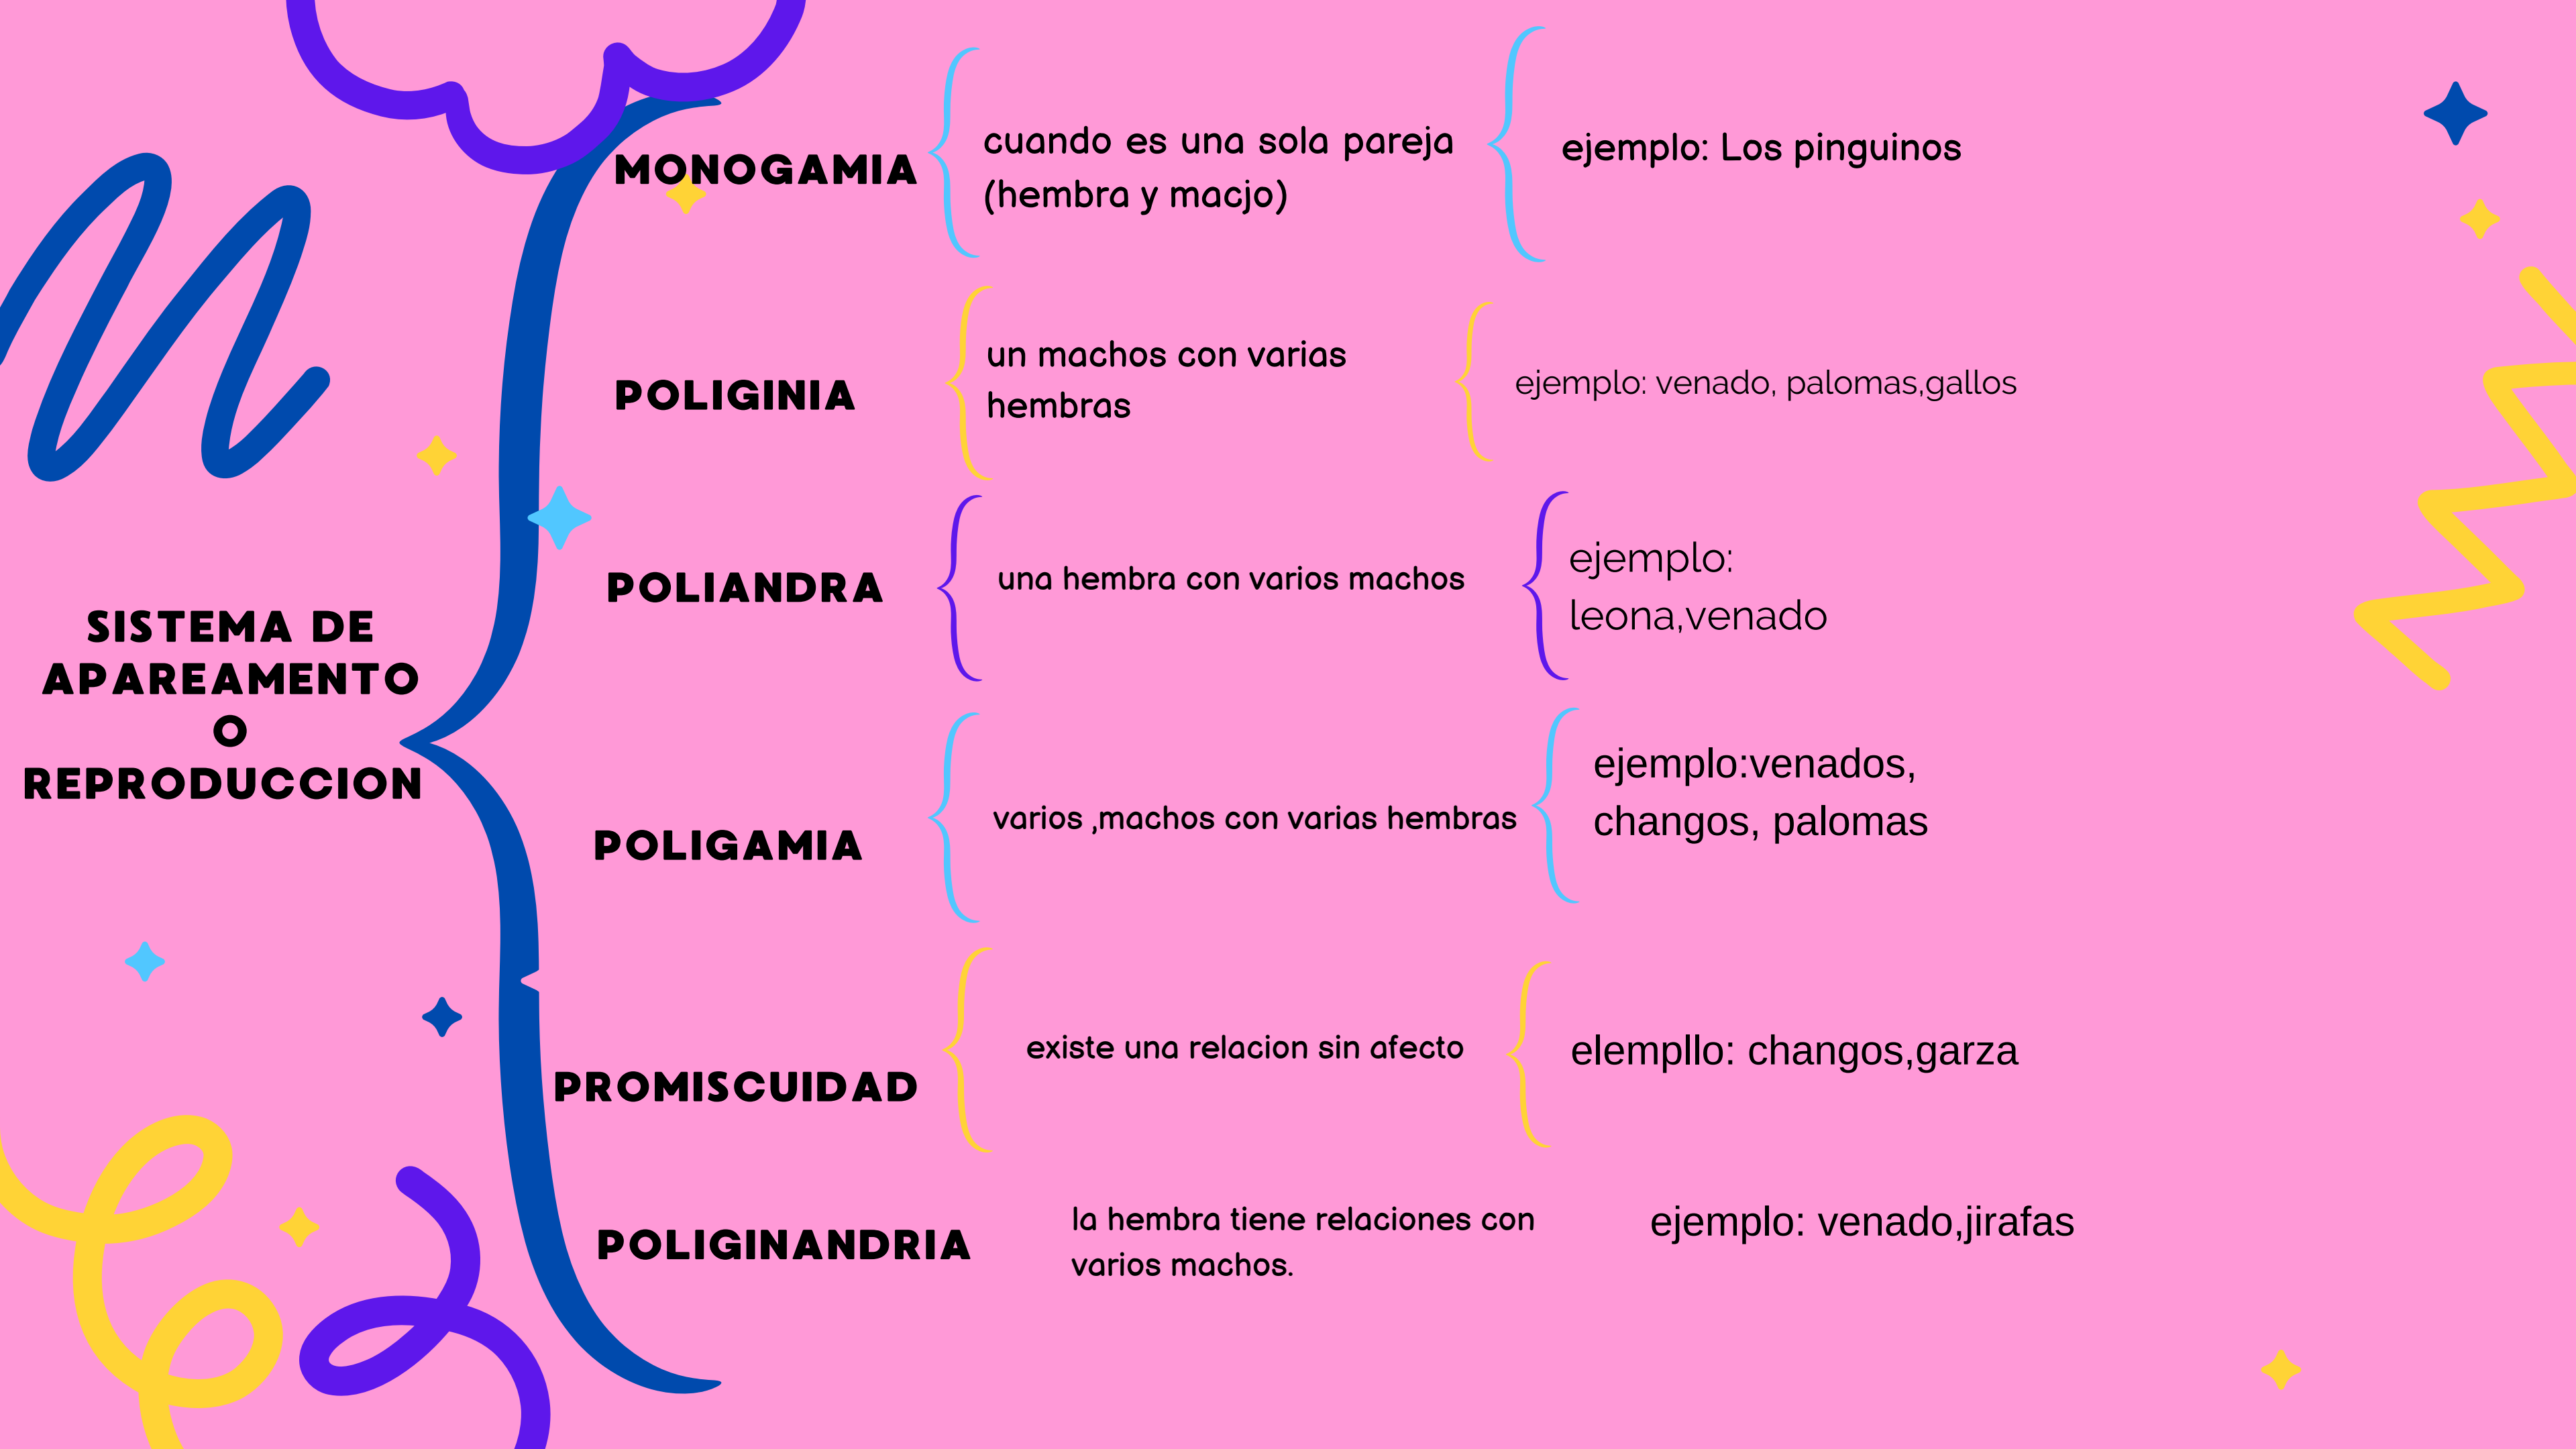 SISTEMA DE
APAREAMENTO
O
REPRODUCCION
MONOGAMIA
cuando es una sola pareja
(hembra y macjo)
ejemplo: Los pinguinos
POLIGINIA
un machos con varias
hembras
ejemplo: venado, palomas,gallos
POLIANDRA
una hembra con varios machos
ejemplo:
leona,venado
POLIGAMIA
varios ,machos con varias hembras
ejemplo:venados,
changos, palomas
PROMISCUIDAD
existe una relacion sin afecto
elempllo: changos,garza
POLIGINANDRIA
la hembra tiene relaciones con
varios machos.
ejemplo: venado,jirafas